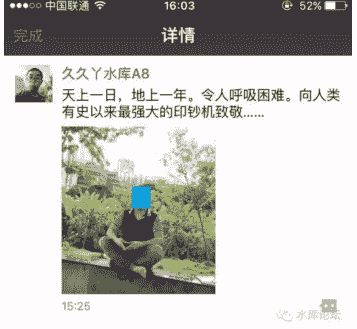 中国联通 16:03 52%
完成 详情
久久丫水库A8
天上一日，地上一年。令人呼吸困难。向人类
有史以来最强大的印钞机致敬……
15:25
水库论坛